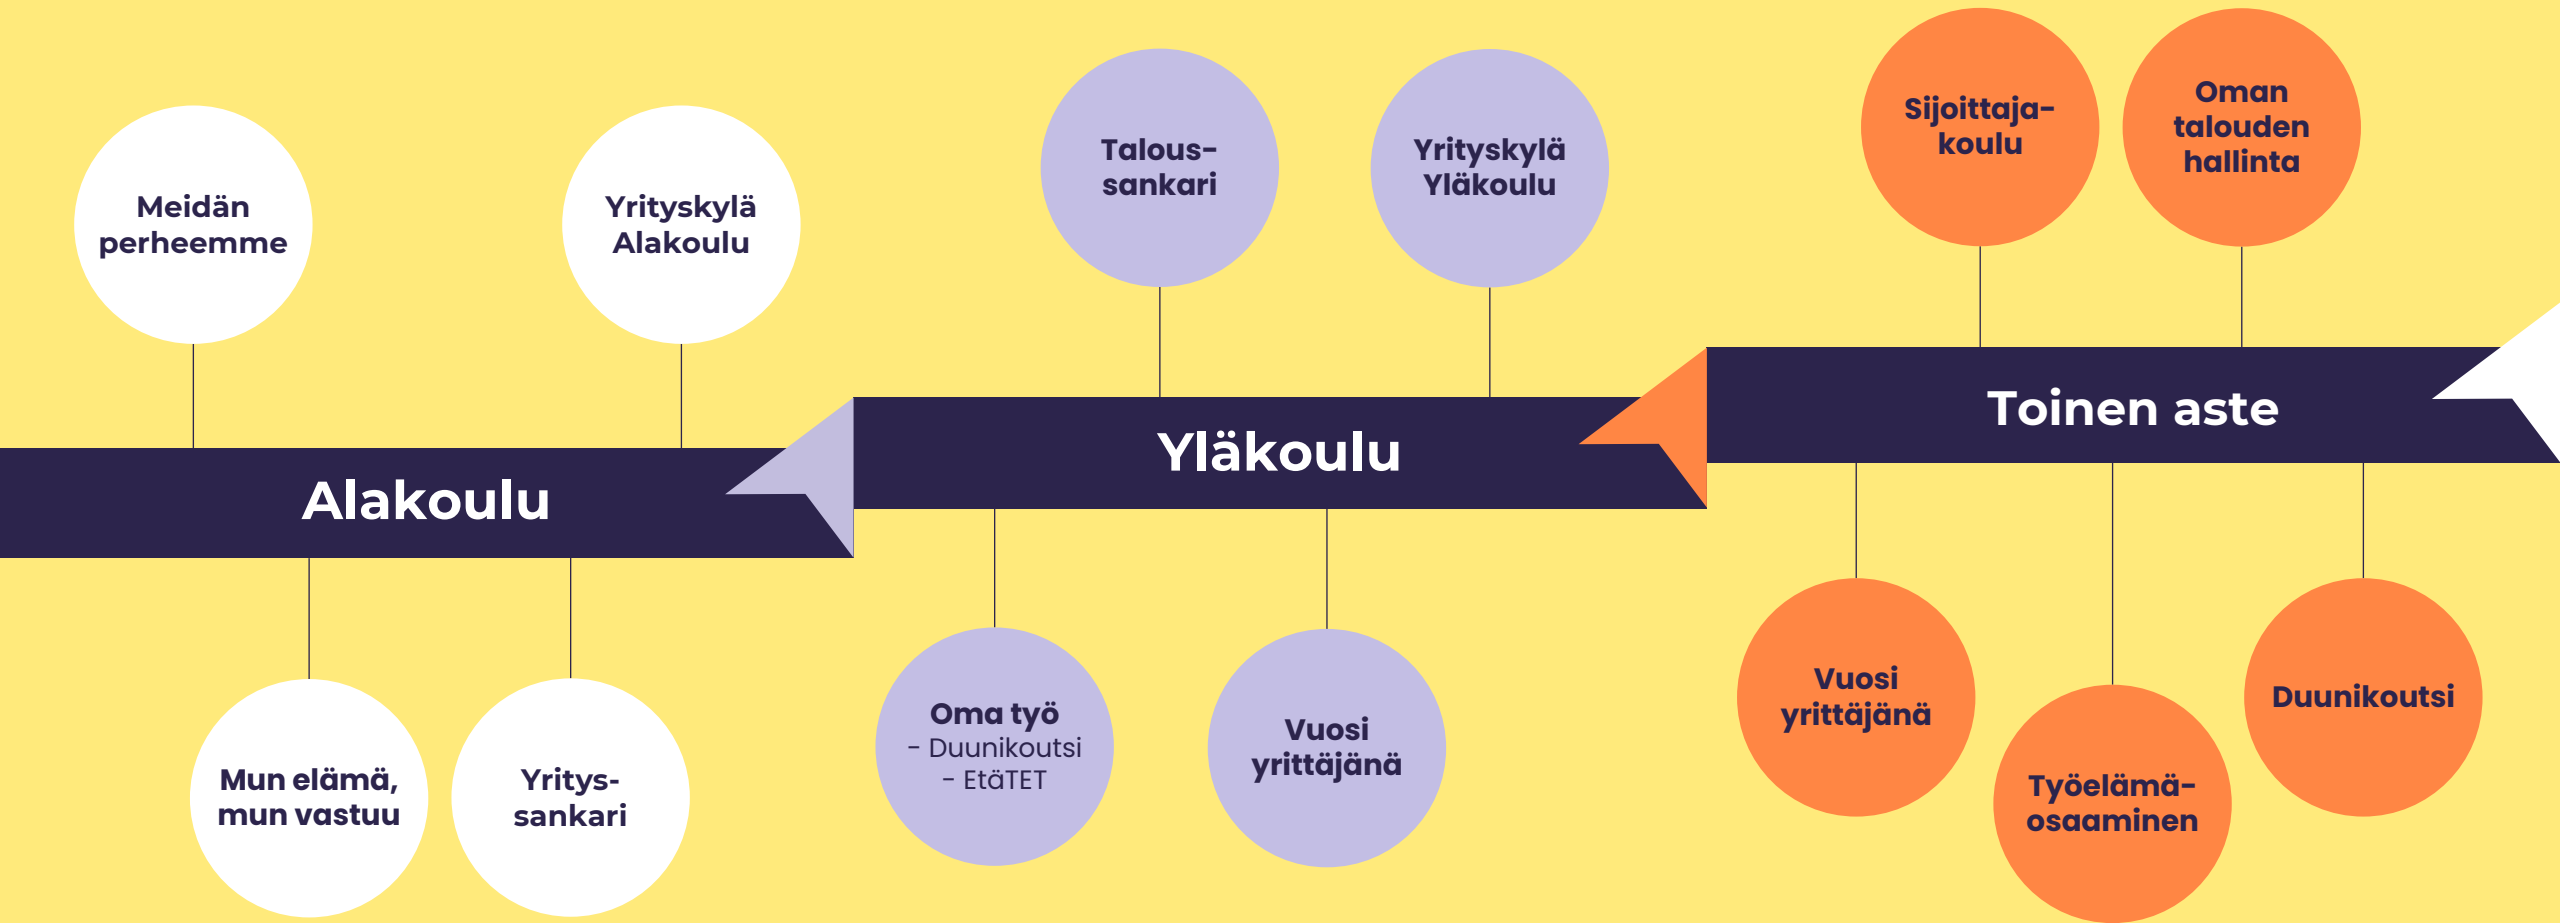 Meidän
perheemme
Yrityskylä
Alakoulu
Talous-
sankari
Yrityskylä
Yläkoulu
Sijoittaja-
koulu
Oman
talouden
hallinta
Alakoulu
Yläkoulu
Toinen aste
Mun elämä,
mun vastuu
Yritys-
sankari
Oma työ
- Duunikoutsi
- EtäTET
Vuosi
yrittäjänä
Vuosi
yrittäjänä
Työelämä-
osaaminen
Duunikoutsi